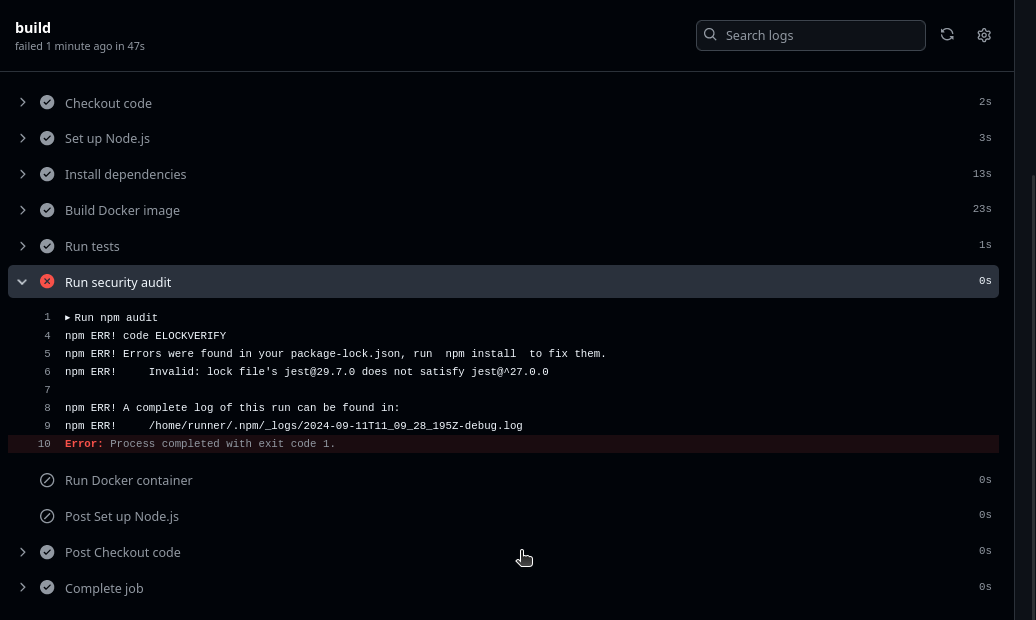 build
failed 1 minute ago in 47s
Search logs
Checkout code 2s
Set up Node.js 3s
Install dependencies 13s
Build Docker image 23s
Run tests 1s
Run security audit 0s
1 Run npm audit
4 npm ERR! code ELOCKVERIFY
5 npm ERR! Errors were found in your package-lock.json, run  npm install  to fix them.
6 npm ERR!     Invalid: lock file's jest@29.7.0 does not satisfy jest@^27.0.0
7
8 npm ERR! A complete log of this run can be found in:
9 npm ERR!     /home/runner/.npm/_logs/2024-09-11T11_09_28_195Z-debug.log
10 Error: Process completed with exit code 1.
Run Docker container 0s
Post Set up Node.js 0s
Post Checkout code 0s
Complete job 0s